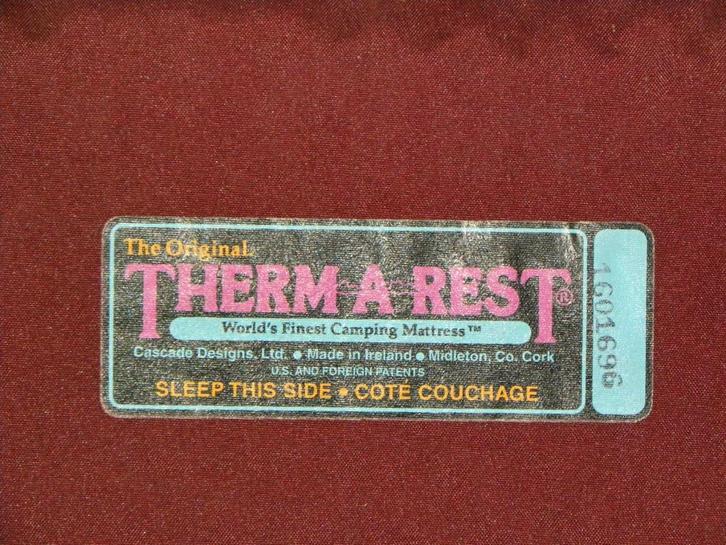 The Original
THERM-A-REST®
World's Finest Camping Mattress™
Cascade Designs, Ltd. • Made in Ireland • Midleton, Co. Cork
U.S. AND FOREIGN PATENTS
SLEEP THIS SIDE • COTÉ COUCHAGE
1601696